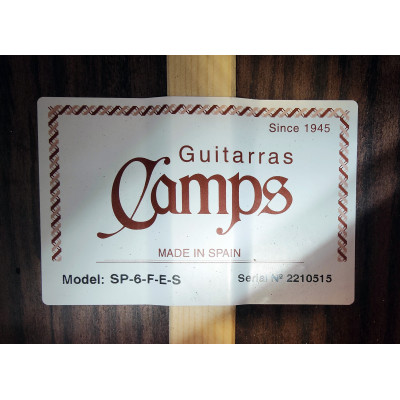 Since 1945
Guitarras
Camps
MADE IN SPAIN
Model: SP-6-F-E-S Serial Nº 2210515